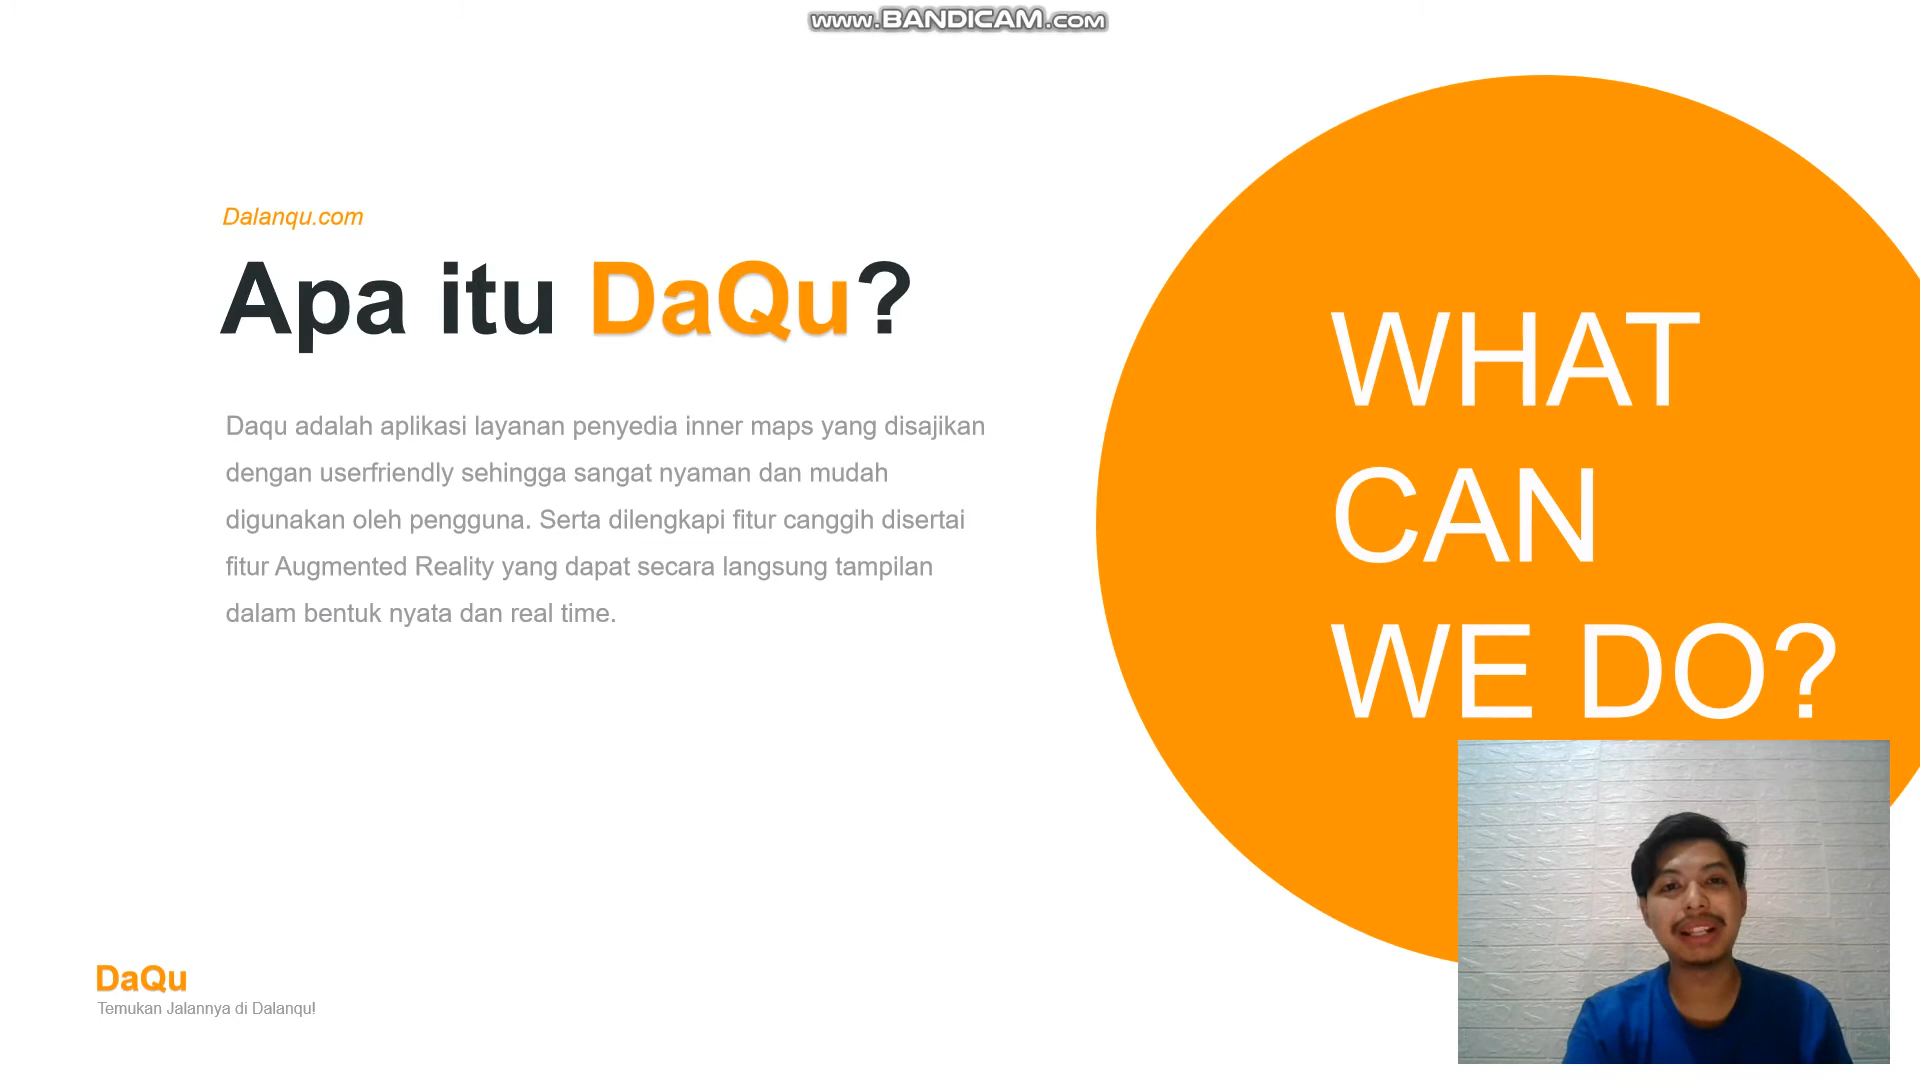 www.BANDICAM.com
Dalanqu.com
Apa itu DaQu?
Daqu adalah aplikasi layanan penyedia inner maps yang disajikan
dengan userfriendly sehingga sangat nyaman dan mudah
digunakan oleh pengguna. Serta dilengkapi fitur canggih disertai
fitur Augmented Reality yang dapat secara langsung tampilan
dalam bentuk nyata dan real time.
WHAT
CAN
WE DO?
DaQu
Temukan Jalannya di Dalanqu!